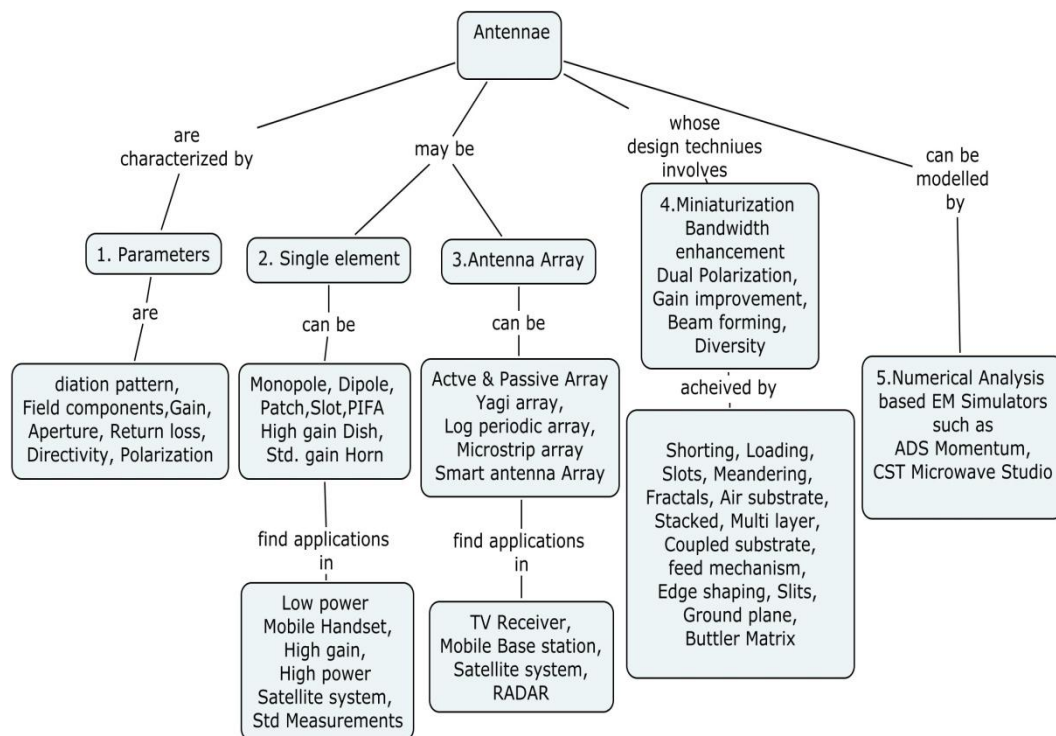 Antennae
are
characterized by
may be
whose
design techniues
involves
can be
modelled
by
1. Parameters
2. Single element
3.Antenna Array
4.Miniaturization
Bandwidth
enhancement
Dual Polarization,
Gain improvement,
Beam forming,
Diversity
are
can be
can be
acheived by
diation pattern,
Field components,Gain,
Aperture, Return loss,
Directivity, Polarization
Monopole, Dipole,
Patch,Slot,PIFA
High gain Dish,
Std. gain Horn
Actve & Passive Array
Yagi array,
Log periodic array,
Microstrip array
Smart antenna Array
Shorting, Loading,
Slots, Meandering,
Fractals, Air substrate,
Stacked, Multi layer,
Coupled substrate,
feed mechanism,
Edge shaping, Slits,
Ground plane,
Buttler Matrix
5.Numerical Analysis
based EM Simulators
such as
ADS Momentum,
CST Microwave Studio
find applications
in
find applications
in
Low power
Mobile Handset,
High gain,
High power
Satellite system,
Std Measurements
TV Receiver,
Mobile Base station,
Satellite system,
RADAR